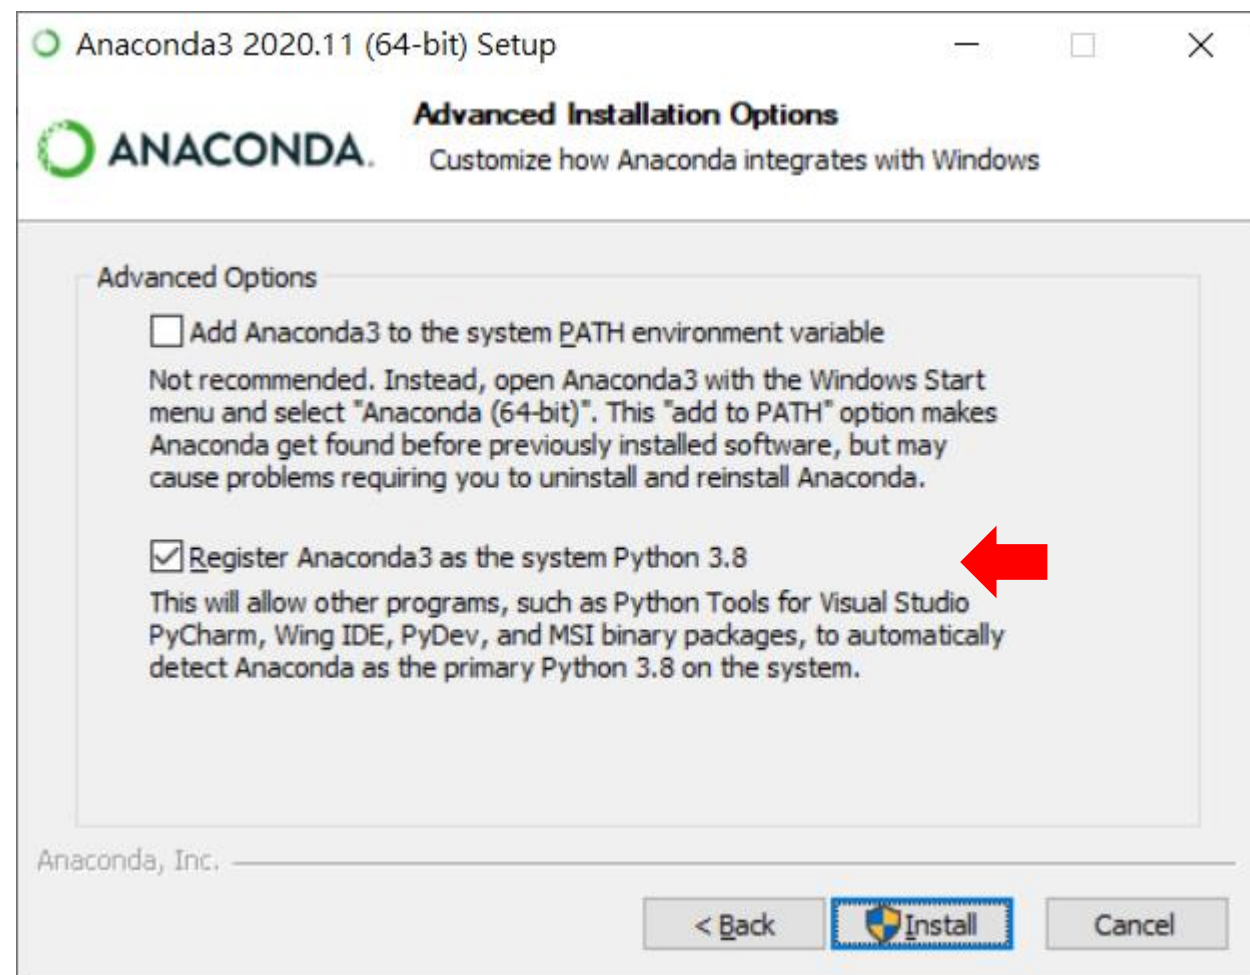 Anaconda3 2020.11 (64-bit) Setup
ANACONDA.
Advanced Installation Options
Customize how Anaconda integrates with Windows
Advanced Options
Add Anaconda3 to the system PATH environment variable
Not recommended. Instead, open Anaconda3 with the Windows Start
menu and select "Anaconda (64-bit)". This "add to PATH" option makes
Anaconda get found before previously installed software, but may
cause problems requiring you to uninstall and reinstall Anaconda.
Register Anaconda3 as the system Python 3.8
This will allow other programs, such as Python Tools for Visual Studio
PyCharm, Wing IDE, PyDev, and MSI binary packages, to automatically
detect Anaconda as the primary Python 3.8 on the system.
Anaconda, Inc.
< Back Install Cancel